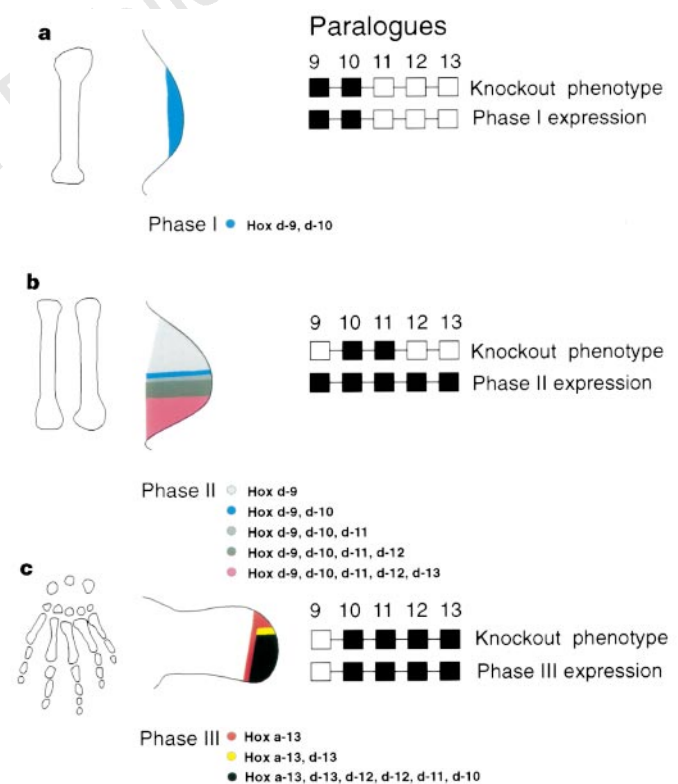 a
Paralogues
9 10 11 12 13
Knockout phenotype
Phase I expression
Phase I Hox d-9, d-10
b
9 10 11 12 13
Knockout phenotype
Phase II expression
Phase II Hox d-9
Hox d-9, d-10
Hox d-9, d-10, d-11
Hox d-9, d-10, d-11, d-12
Hox d-9, d-10, d-11, d-12, d-13
c
9 10 11 12 13
Knockout phenotype
Phase III expression
Phase III Hox a-13
Hox a-13, d-13
Hox a-13, d-13, d-12, d-12, d-11, d-10